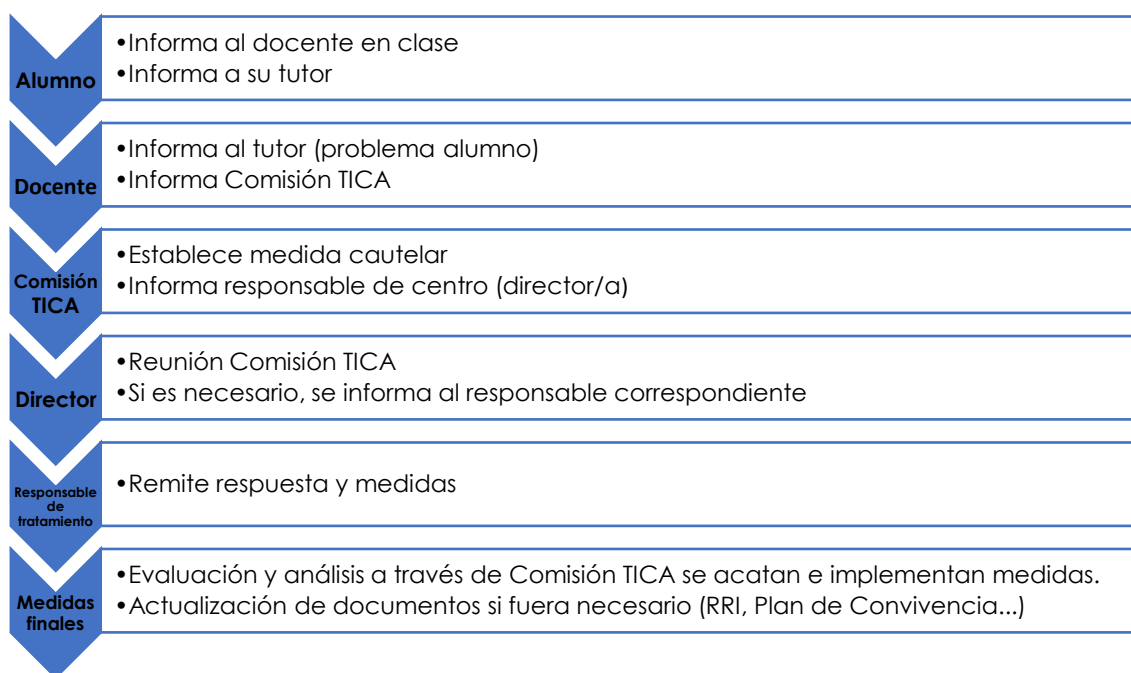 Alumno
•Informa al docente en clase
•Informa a su tutor
Docente
•Informa al tutor (problema alumno)
•Informa Comisión TICA
Comisión
TICA
•Establece medida cautelar
•Informa responsable de centro (director/a)
Director
•Reunión Comisión TICA
•Si es necesario, se informa al responsable correspondiente
Responsable
de
tratamiento
•Remite respuesta y medidas
Medidas
finales
•Evaluación y análisis a través de Comisión TICA se acatan e implementan medidas.
•Actualización de documentos si fuera necesario (RRI, Plan de Convivencia...)